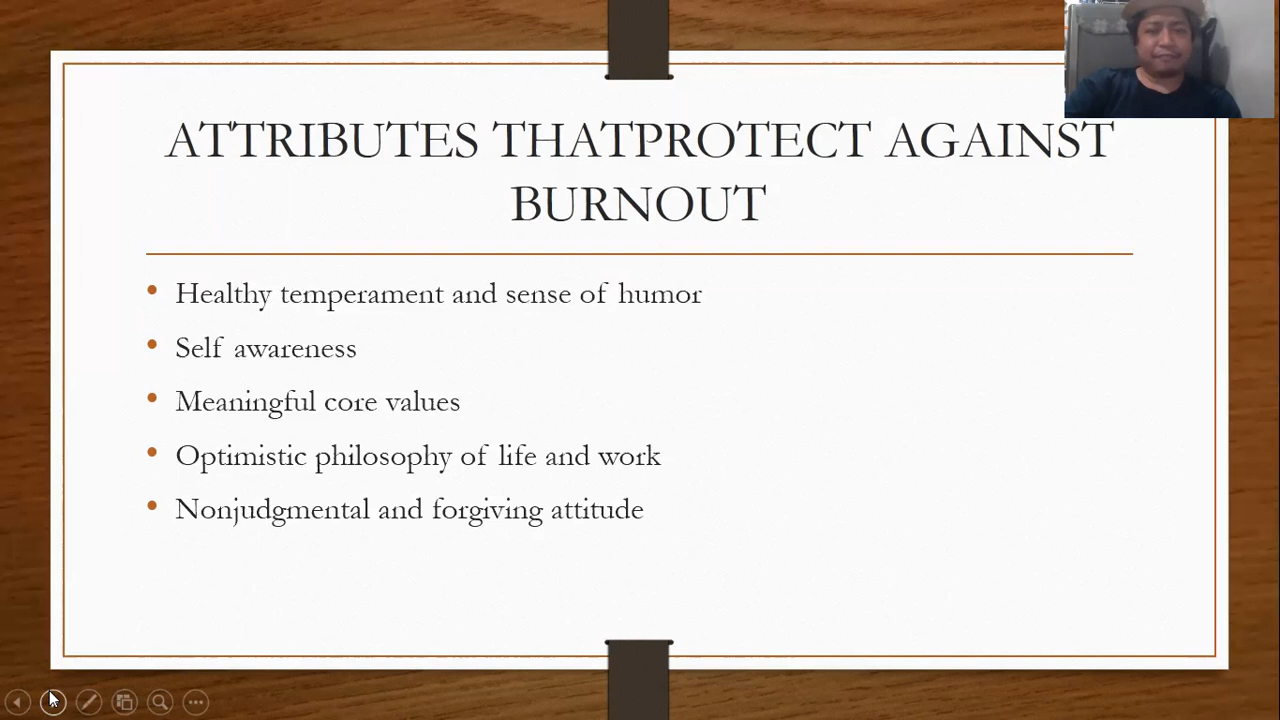 ATTRIBUTES THATPROTECT AGAINST
BURNOUT
• Healthy temperament and sense of humor
• Self awareness
• Meaningful core values
• Optimistic philosophy of life and work
• Nonjudgmental and forgiving attitude